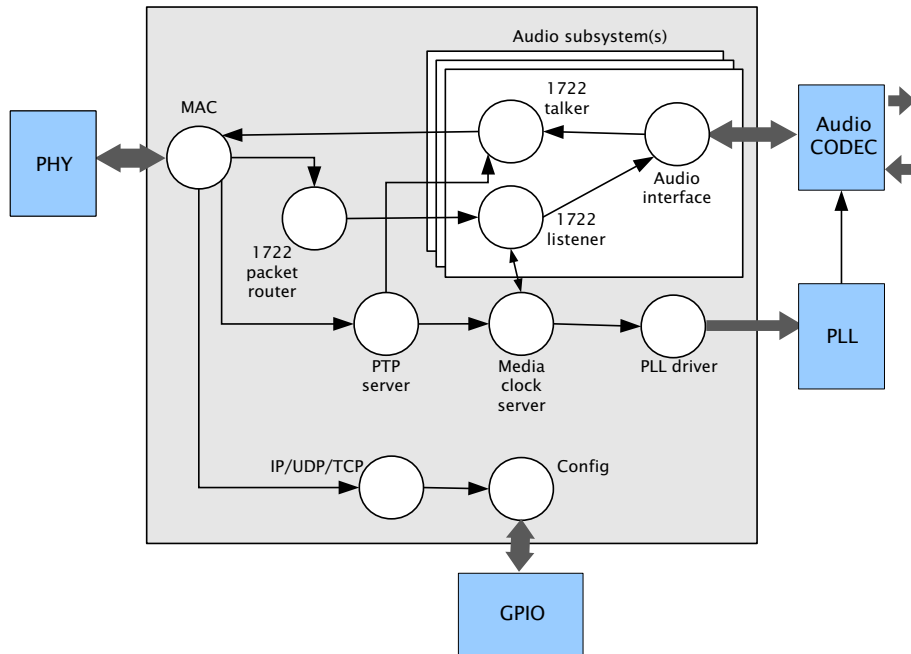 Audio subsystem(s)
MAC
1722
talker
PHY
Audio
CODEC
Audio
interface
1722
listener
1722
packet
router
PTP
server
Media
clock
server
PLL driver
PLL
IP/UDP/TCP
Config
GPIO